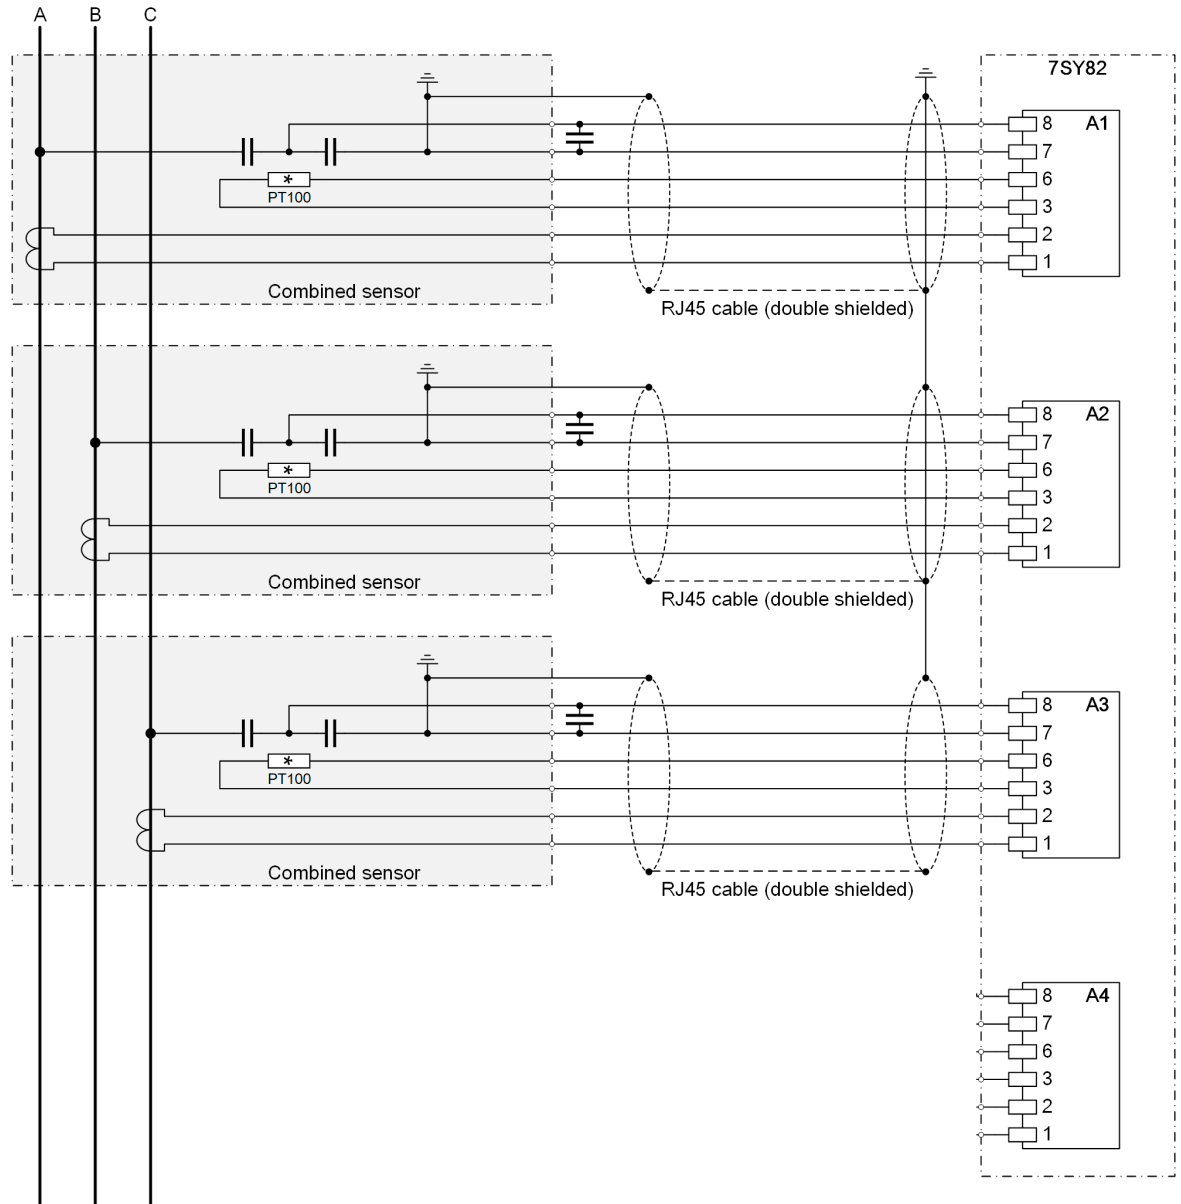 A B C
7SY82
8 A1
7
6
PT100
3
2
1
Combined sensor
RJ45 cable (double shielded)
8 A2
7
6
PT100
3
2
1
Combined sensor
RJ45 cable (double shielded)
8 A3
7
6
PT100
3
2
1
Combined sensor
RJ45 cable (double shielded)
8 A4
7
6
3
2
1